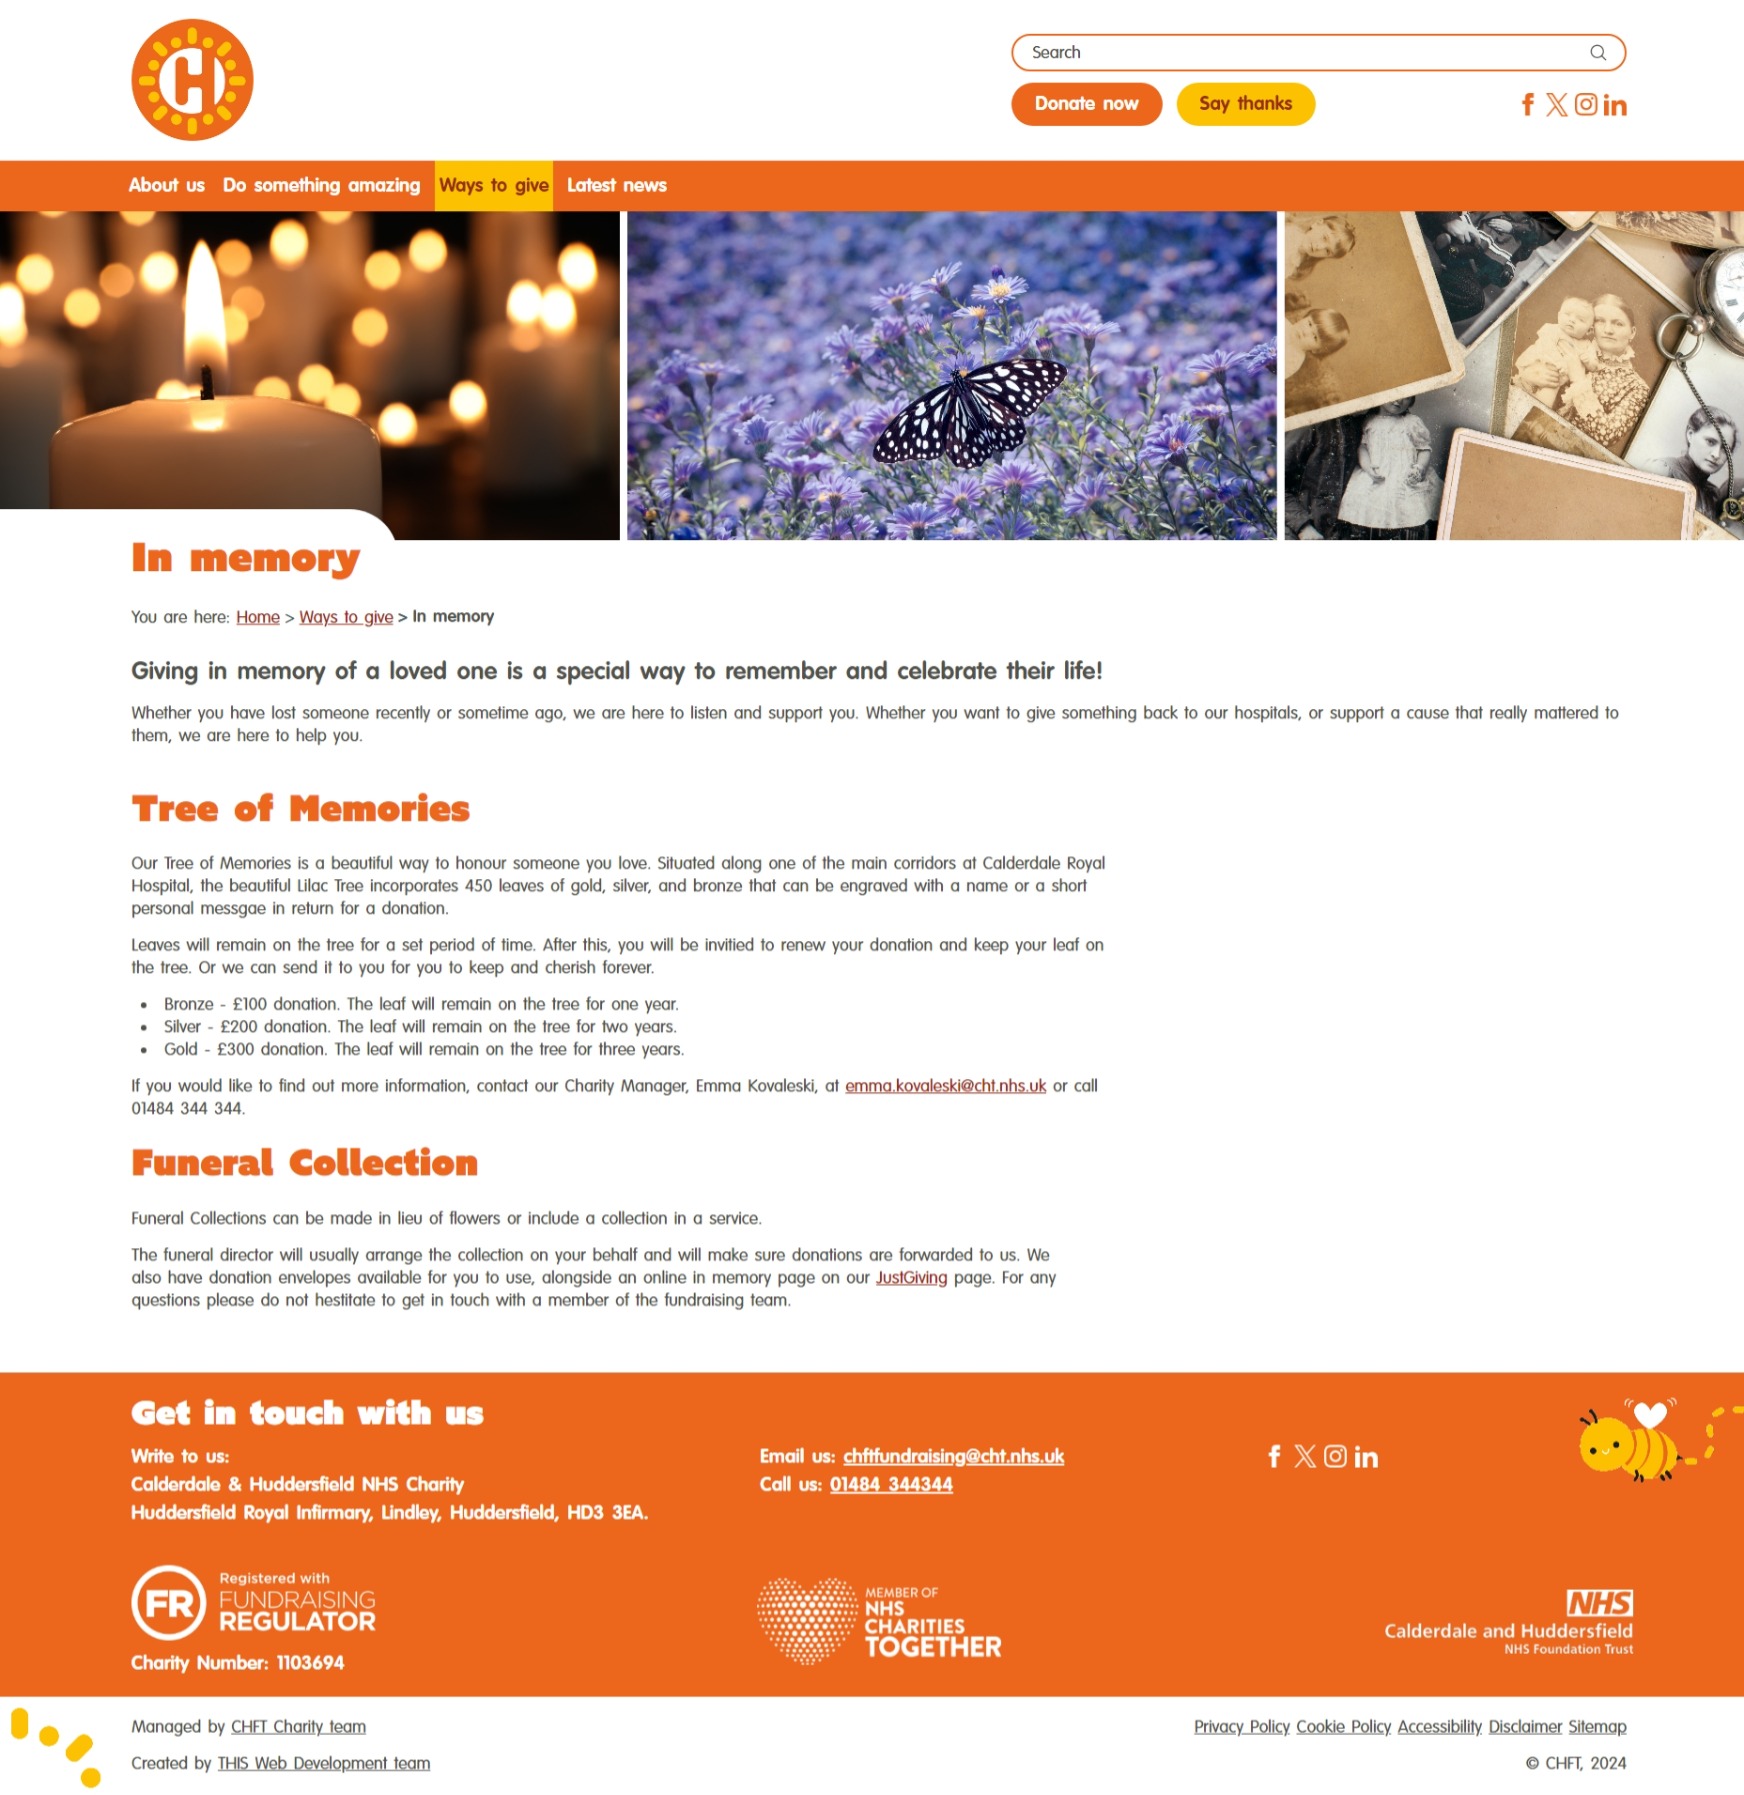 CH
Search
Donate now
Say thanks
About us
Do something amazing
Ways to give
Latest news
In memory
You are here: Home > Ways to give > In memory
Giving in memory of a loved one is a special way to remember and celebrate their life!
Whether you have lost someone recently or sometime ago, we are here to listen and support you. Whether you want to give something back to our hospitals, or support a cause that really mattered to
them, we are here to help you.
Tree of Memories
Our Tree of Memories is a beautiful way to honour someone you love. Situated along one of the main corridors at Calderdale Royal
Hospital, the beautiful Lilac Tree incorporates 450 leaves of gold, silver, and bronze that can be engraved with a name or a short
personal messgae in return for a donation.
Leaves will remain on the tree for a set period of time. After this, you will be invitied to renew your donation and keep your leaf on
the tree. Or we can send it to you for you to keep and cherish forever.
• Bronze - £100 donation. The leaf will remain on the tree for one year.
• Silver - £200 donation. The leaf will remain on the tree for two years.
• Gold - £300 donation. The leaf will remain on the tree for three years.
If you would like to find out more information, contact our Charity Manager, Emma Kovaleski, at emma.kovaleski@cht.nhs.uk or call
01484 344 344.
Funeral Collection
Funeral Collections can be made in lieu of flowers or include a collection in a service.
The funeral director will usually arrange the collection on your behalf and will make sure donations are forwarded to us. We
also have donation envelopes available for you to use, alongside an online in memory page on our JustGiving page. For any
questions please do not hestitate to get in touch with a member of the fundraising team.
Get in touch with us
Write to us:
Calderdale & Huddersfield NHS Charity
Huddersfield Royal Infirmary, Lindley, Huddersfield, HD3 3EA.
Email us: chftfundraising@cht.nhs.uk
Call us: 01484 344344
FR
Registered with
FUNDRAISING
REGULATOR
Charity Number: 1103694
MEMBER OF
NHS
CHARITIES
TOGETHER
NHS
Calderdale and Huddersfield
NHS Foundation Trust
Managed by CHFT Charity team
Created by THIS Web Development team
Privacy Policy Cookie Policy Accessibility Disclaimer Sitemap
© CHFT, 2024